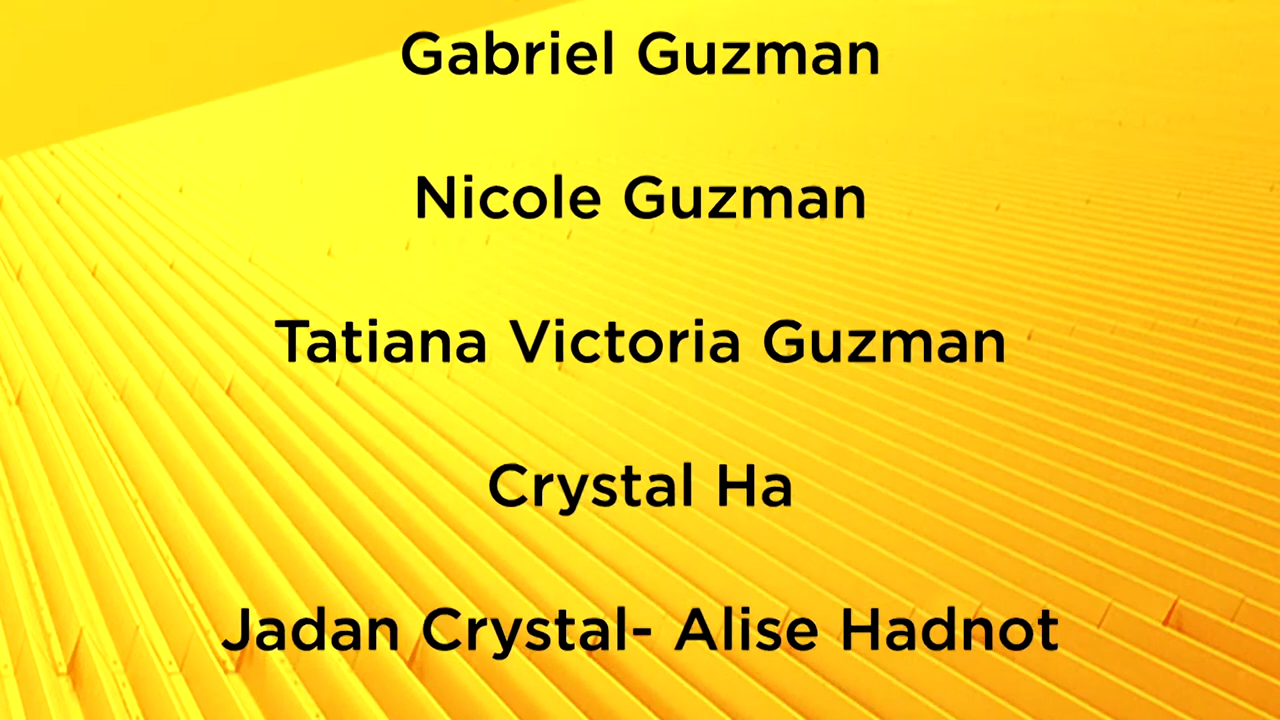 Gabriel Guzman
Nicole Guzman
Tatiana Victoria Guzman
Crystal Ha
Jadan Crystal- Alise Hadnot